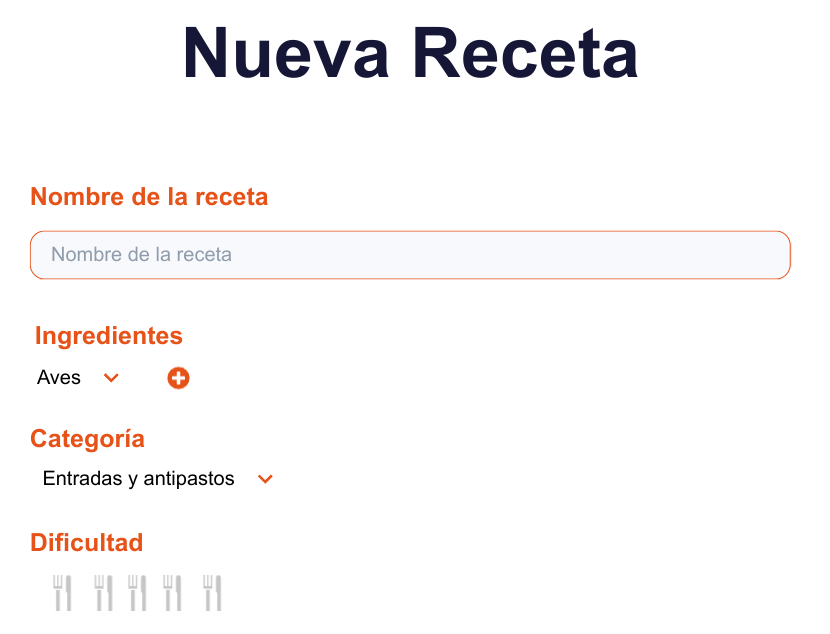 Nueva Receta
Nombre de la receta
Nombre de la receta
Ingredientes
Aves
Categoría
Entradas y antipastos
Dificultad